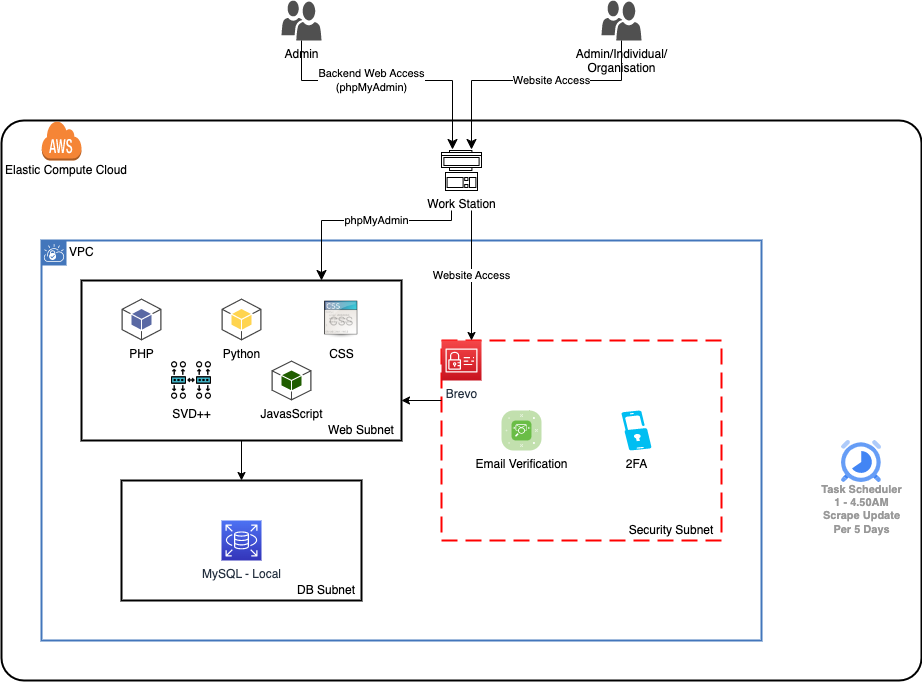 Admin
Admin/Individual/
Organisation
Backend Web Access
(phpMyAdmin)
Website Access
AWS
Elastic Compute Cloud
Work Station
phpMyAdmin
VPC
Website Access
CSS
CSS
PHP
Python
CSS
Brevo
SVD++
JavasScript
Web Subnet
Email Verification
2FA
Task Scheduler
1 - 4.50AM
Scrape Update
Per 5 Days
Security Subnet
MySQL - Local
DB Subnet